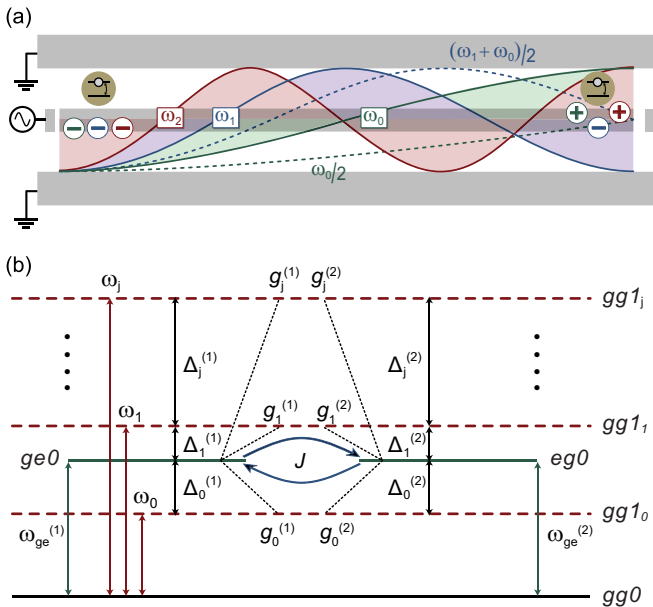 (a)
(ω₁+ω₀)/2
− − − ω₂ ω₁ ω₀ + − +
ω₀/2
(b)
ωⱼ gⱼ⁽¹⁾ gⱼ⁽²⁾
gg1ⱼ
Δⱼ⁽¹⁾ Δⱼ⁽²⁾
ω₁ g₁⁽¹⁾ g₁⁽²⁾ gg1₁
Δ₁⁽¹⁾ Δ₁⁽²⁾
ge0 J eg0
ω₀ Δ₀⁽¹⁾ Δ₀⁽²⁾
gg1₀
ω_ge⁽¹⁾ g₀⁽¹⁾ g₀⁽²⁾ ω_ge⁽²⁾
gg0